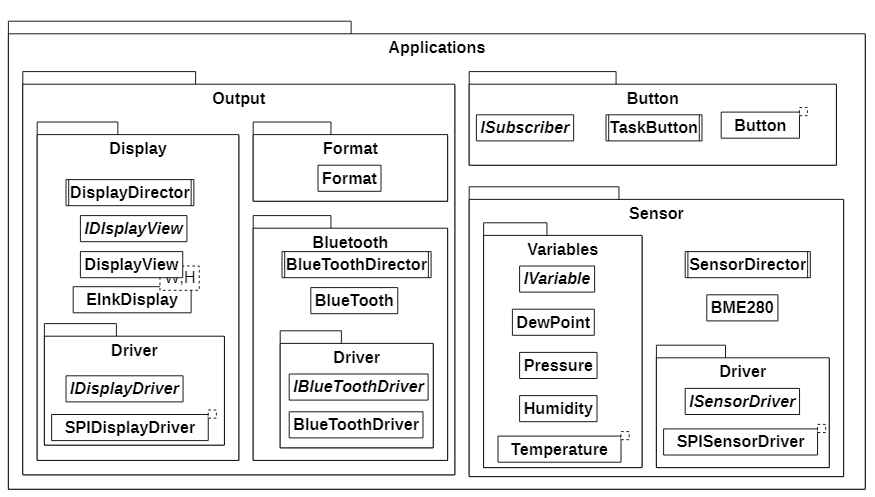 Applications
Output
Display
DisplayDirector
IDIsplayView
DisplayView
W,H
EInkDisplay
Driver
IDisplayDriver
SPIDisplayDriver
Format
Format
Bluetooth
BlueToothDirector
BlueTooth
Driver
IBlueToothDriver
BlueToothDriver
Button
ISubscriber
TaskButton
Button
Sensor
Variables
IVariable
DewPoint
Pressure
Humidity
Temperature
SensorDirector
BME280
Driver
ISensorDriver
SPISensorDriver